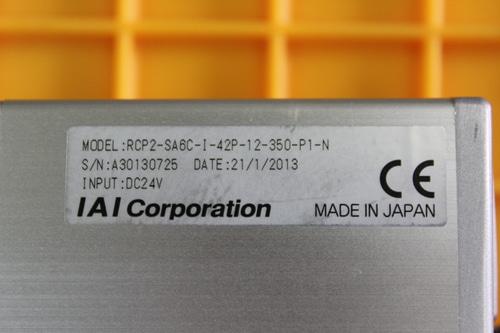 MODEL:RCP2-SA6C-I-42P-12-350-P1-N
S/N:A30130725 DATE:21/1/2013
INPUT:DC24V
CE
IAI Corporation MADE IN JAPAN